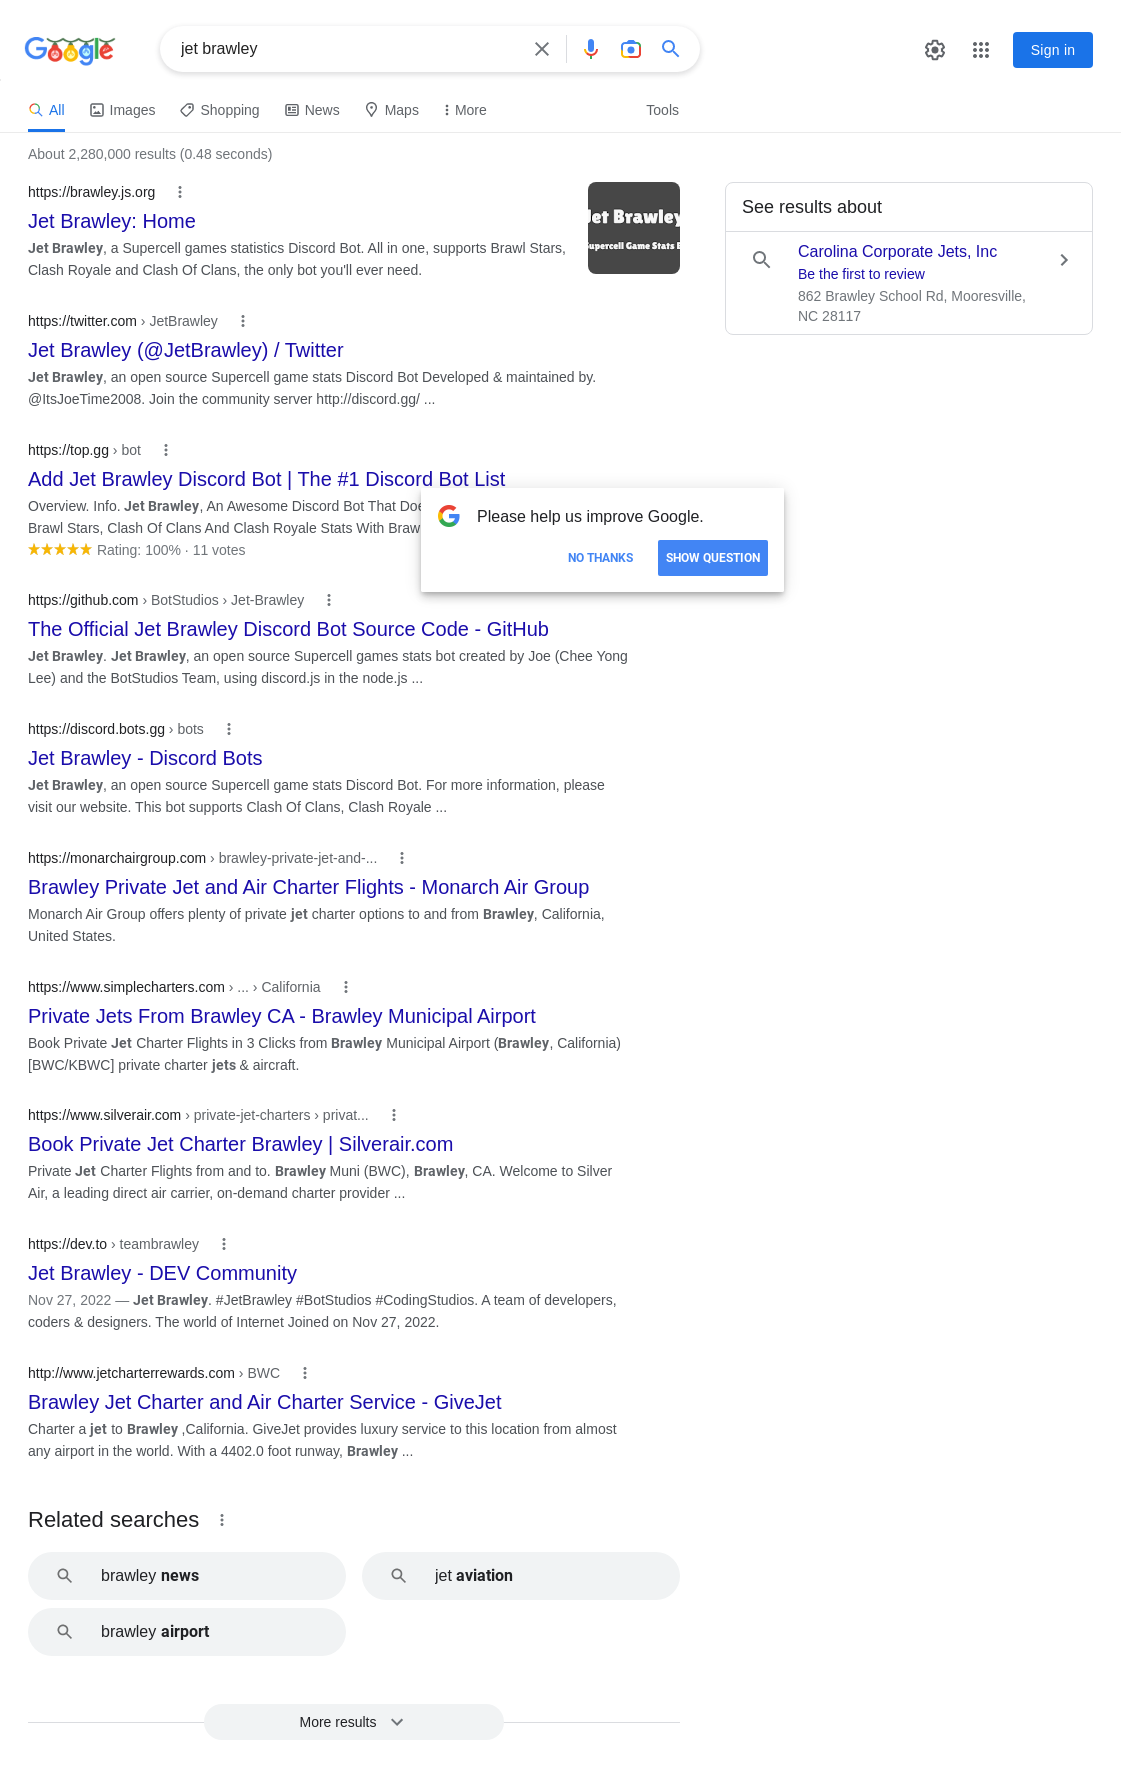 Google
jet brawley
Sign in
All Images Shopping News Maps More Tools
About 2,280,000 results (0.48 seconds)
https://brawley.js.org
Jet Brawley: Home
Jet Brawley, a Supercell games statistics Discord Bot. All in one, supports Brawl Stars,
Clash Royale and Clash Of Clans, the only bot you'll ever need.
Jet Brawley
Supercell Game Stats
See results about
Carolina Corporate Jets, Inc
Be the first to review
862 Brawley School Rd, Mooresville,
NC 28117
https://twitter.com › JetBrawley
Jet Brawley (@JetBrawley) / Twitter
Jet Brawley, an open source Supercell game stats Discord Bot Developed & maintained by.
@ItsJoeTime2008. Join the community server http://discord.gg/ ...
https://top.gg › bot
Add Jet Brawley Discord Bot | The #1 Discord Bot List
Overview. Info. Jet Brawley, An Awesome Discord Bot That Doe
Brawl Stars, Clash Of Clans And Clash Royale Stats With Braw
Rating: 100% · 11 votes
Please help us improve Google.
NO THANKS SHOW QUESTION
https://github.com › BotStudios › Jet-Brawley
The Official Jet Brawley Discord Bot Source Code - GitHub
Jet Brawley. Jet Brawley, an open source Supercell games stats bot created by Joe (Chee Yong
Lee) and the BotStudios Team, using discord.js in the node.js ...
https://discord.bots.gg › bots
Jet Brawley - Discord Bots
Jet Brawley, an open source Supercell game stats Discord Bot. For more information, please
visit our website. This bot supports Clash Of Clans, Clash Royale ...
https://monarchairgroup.com › brawley-private-jet-and-...
Brawley Private Jet and Air Charter Flights - Monarch Air Group
Monarch Air Group offers plenty of private jet charter options to and from Brawley, California,
United States.
https://www.simplecharters.com › ... › California
Private Jets From Brawley CA - Brawley Municipal Airport
Book Private Jet Charter Flights in 3 Clicks from Brawley Municipal Airport (Brawley, California)
[BWC/KBWC] private charter jets & aircraft.
https://www.silverair.com › private-jet-charters › privat...
Book Private Jet Charter Brawley | Silverair.com
Private Jet Charter Flights from and to. Brawley Muni (BWC), Brawley, CA. Welcome to Silver
Air, a leading direct air carrier, on-demand charter provider ...
https://dev.to › teambrawley
Jet Brawley - DEV Community
Nov 27, 2022 — Jet Brawley. #JetBrawley #BotStudios #CodingStudios. A team of developers,
coders & designers. The world of Internet Joined on Nov 27, 2022.
http://www.jetcharterrewards.com › BWC
Brawley Jet Charter and Air Charter Service - GiveJet
Charter a jet to Brawley ,California. GiveJet provides luxury service to this location from almost
any airport in the world. With a 4402.0 foot runway, Brawley ...
Related searches
brawley news
jet aviation
brawley airport
More results